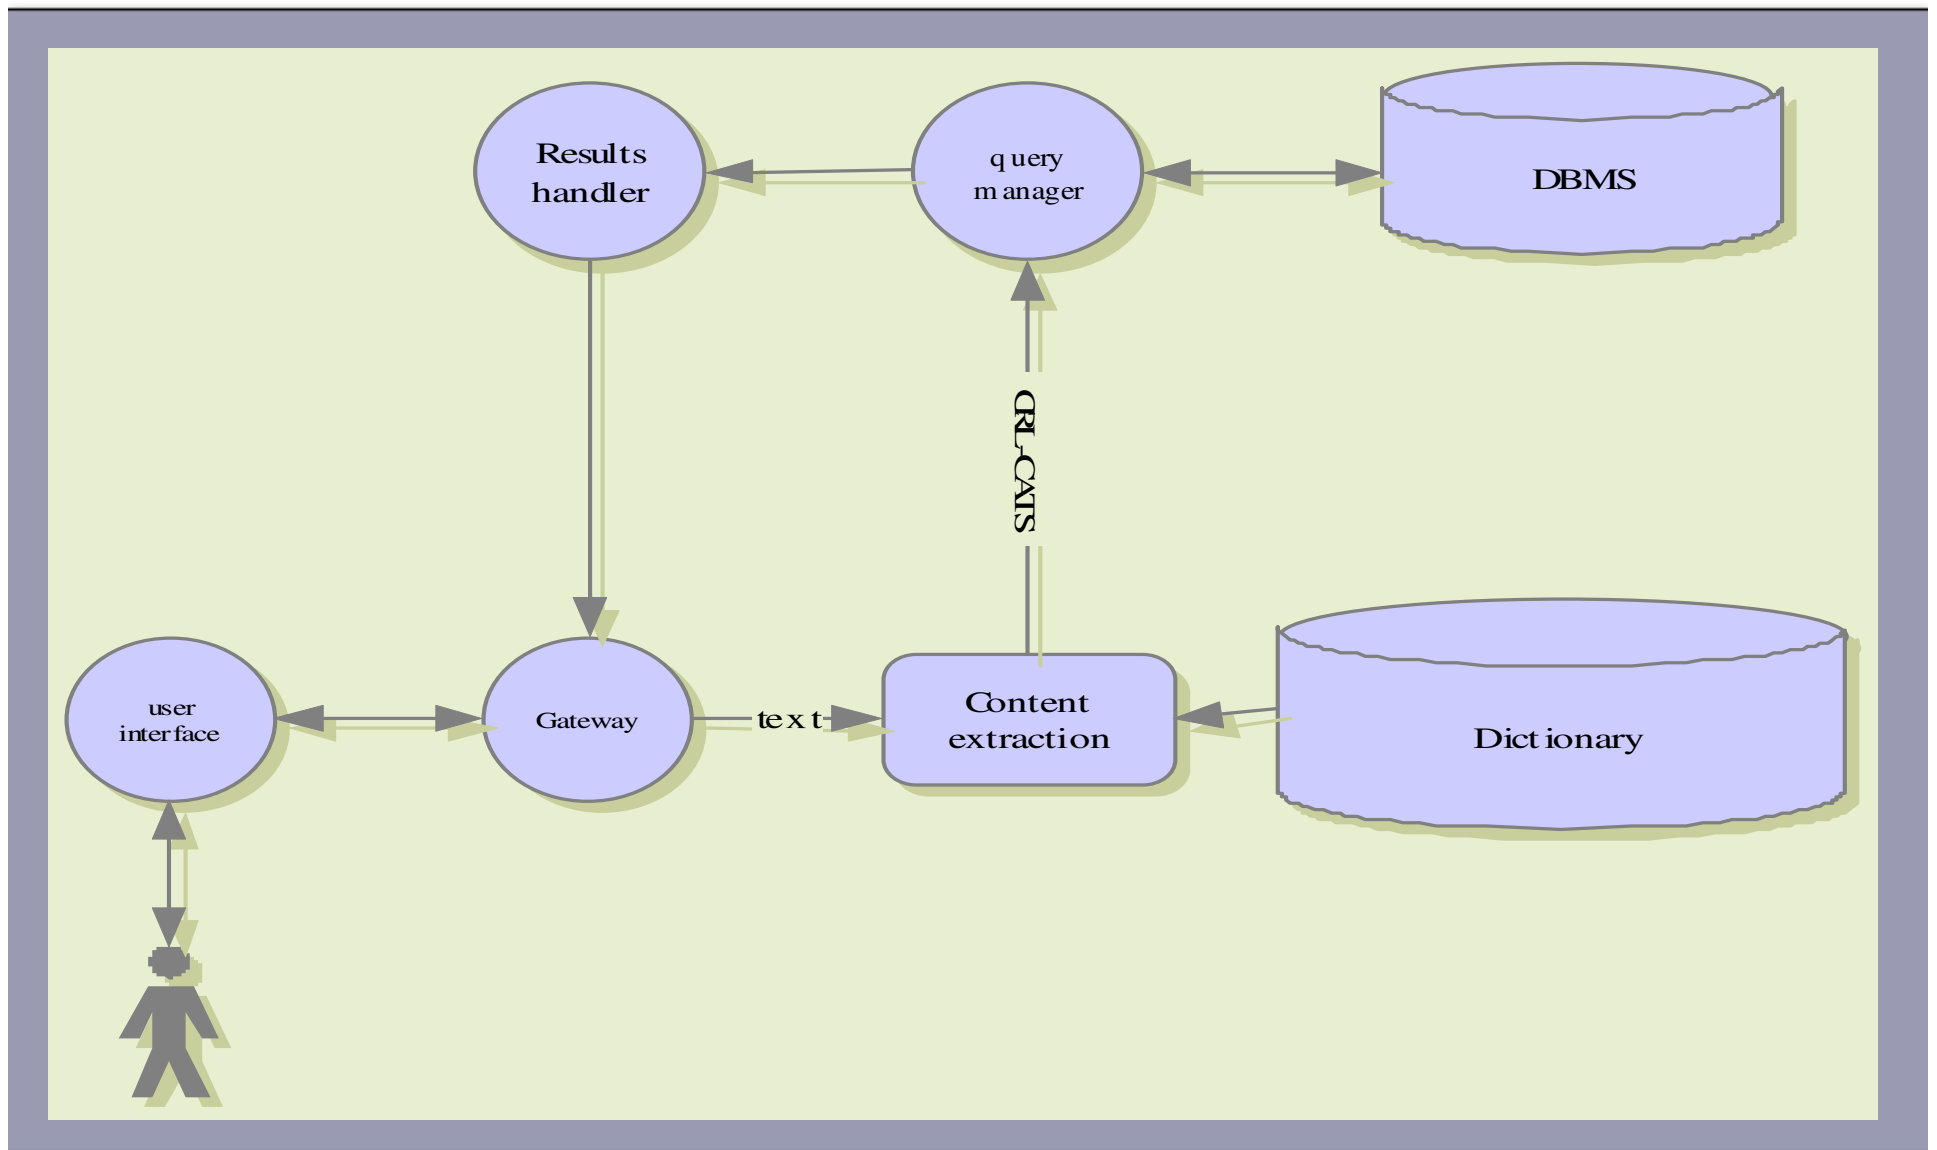 Results
handler
query
manager
DBMS
CRL-CATS
user
interface
Gateway
text
Content
extraction
Dictionary